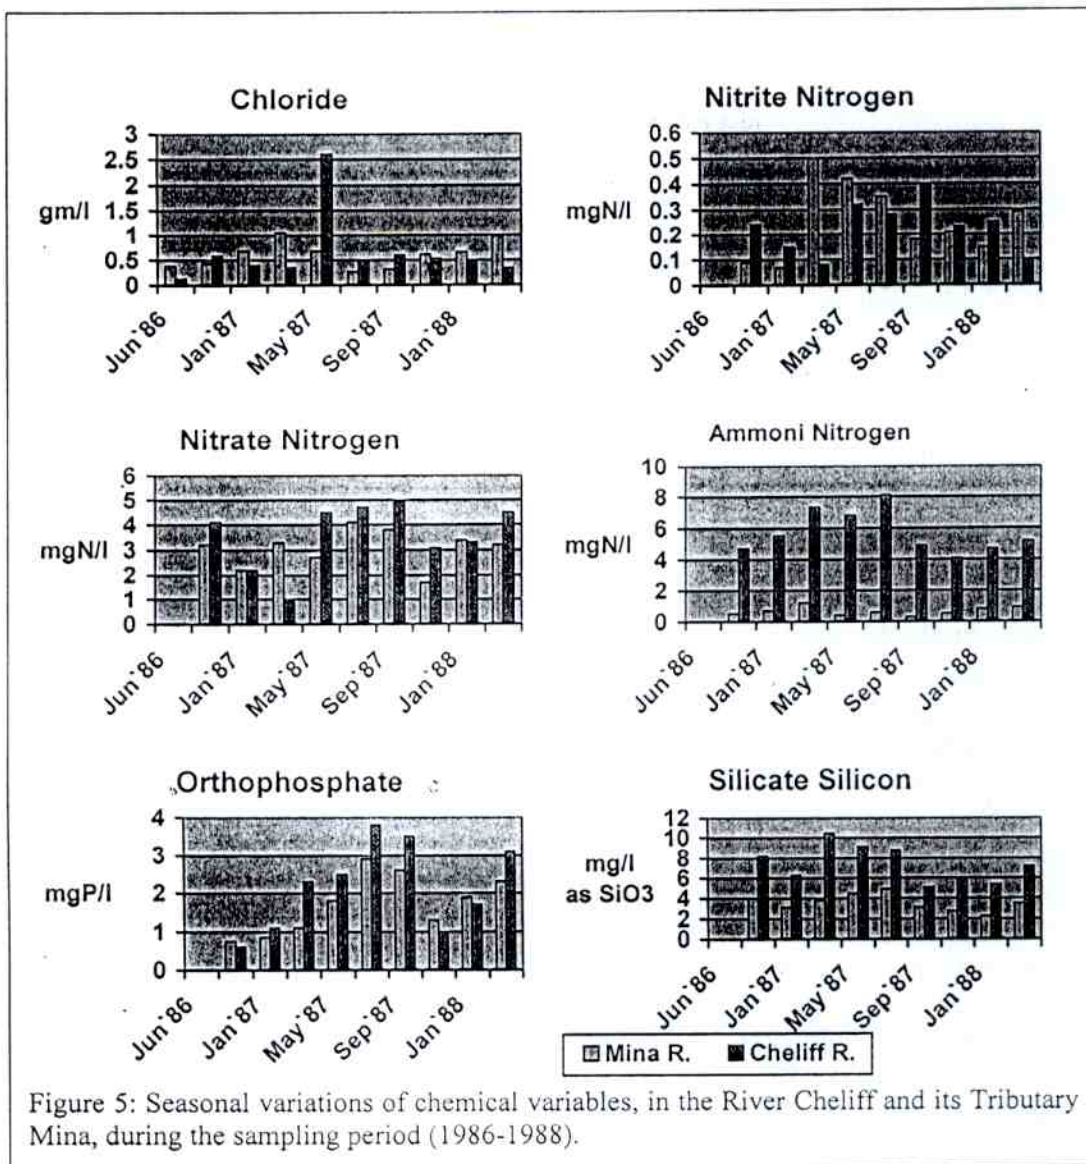 Chloride
3
2.5
2
1.5
1
0.5
0
gm/l
Jun`86
Jan`87
May`87
Sep`87
Jan`88
Nitrite Nitrogen
0.6
0.5
0.4
0.3
0.2
0.1
0
mgN/l
Jun`86
Jan`87
May`87
Sep`87
Jan`88
Nitrate Nitrogen
6
5
4
3
2
1
0
mgN/l
Jun`86
Jan`87
May`87
Sep`87
Jan`88
Ammoni Nitrogen
10
8
6
4
2
0
mgN/l
Jun`86
Jan`87
May`87
Sep`87
Jan`88
Orthophosphate
4
3
2
1
0
mgP/l
Jun`86
Jan`87
May`87
Sep`87
Jan`88
Silicate Silicon
12
10
8
6
4
2
0
mg/l
as SiO3
Jun`86
Jan`87
May`87
Sep`87
Jan`88
Mina R. Cheliff R.
Figure 5: Seasonal variations of chemical variables, in the River Cheliff and its Tributary
Mina, during the sampling period (1986-1988).